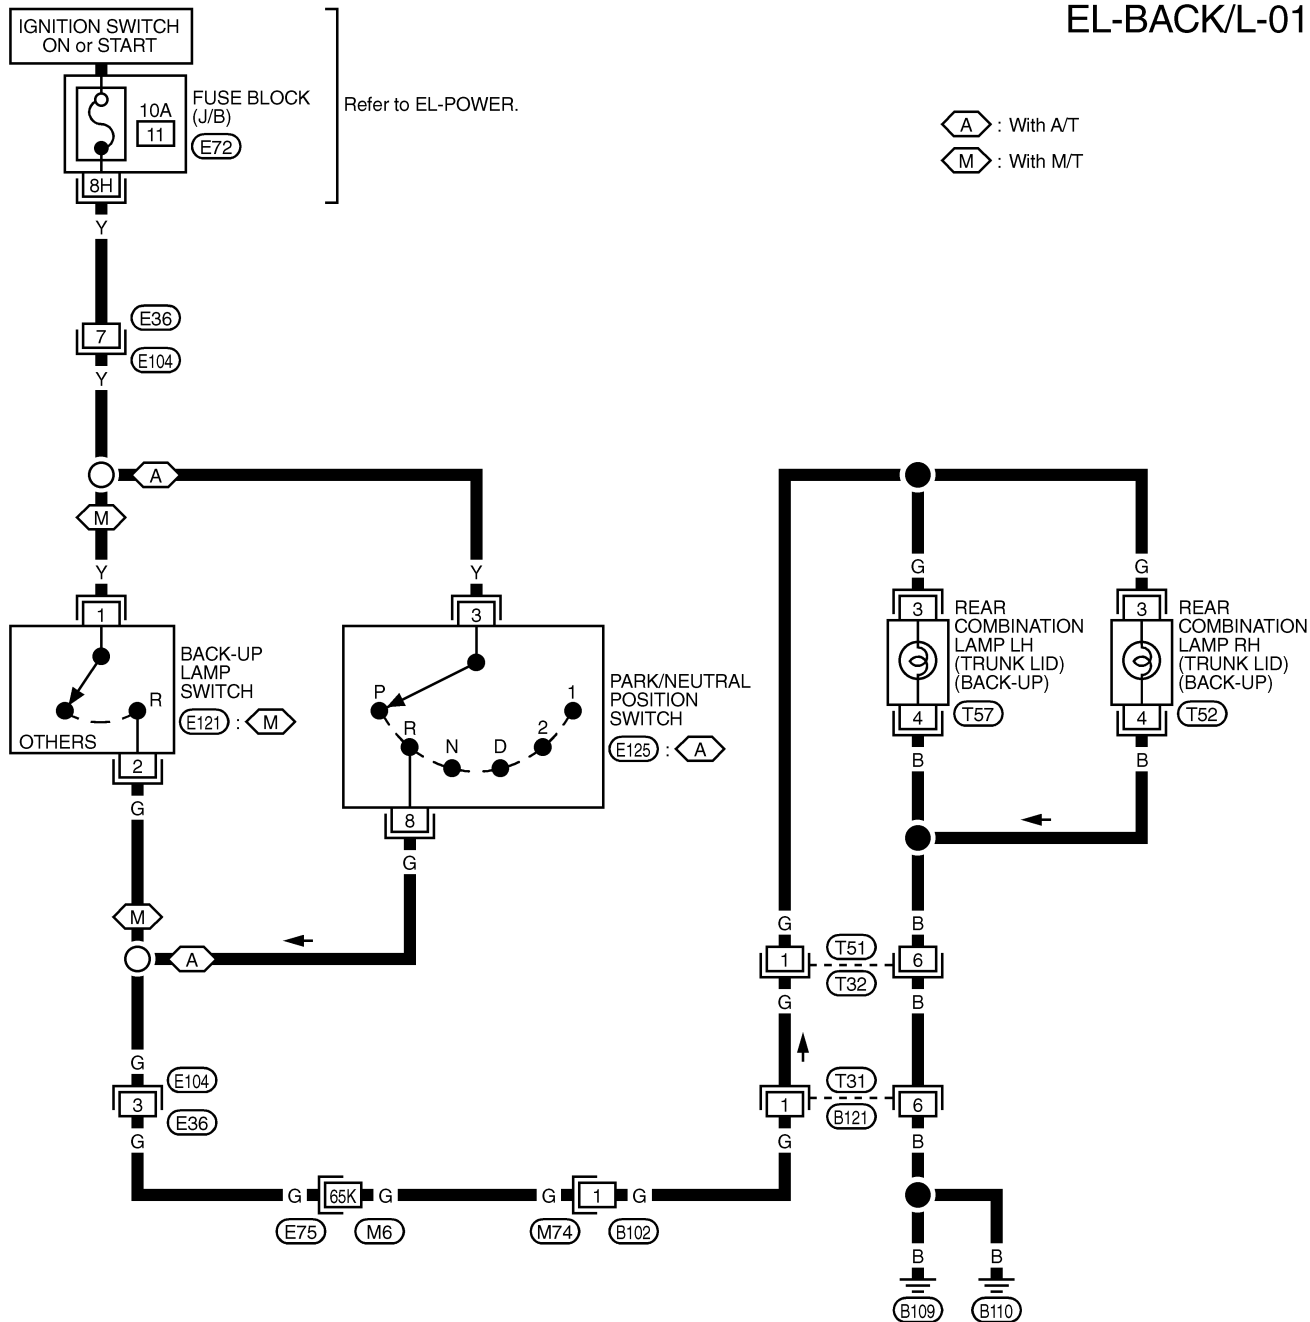 EL-BACK/L-01
IGNITION SWITCH
ON or START
10A
11
FUSE BLOCK
(J/B)
E72
8H
Refer to EL-POWER.
A : With A/T
M : With M/T
Y
7
E36
E104
Y
A
M
Y
1
BACK-UP
LAMP
SWITCH
E121 : M
R
OTHERS
2
G
M
A
Y
3
PARK/NEUTRAL
POSITION
SWITCH
E125 : A
P
R
N
D
2
1
8
G
G
3
E104
E36
G
G
65K
G
E75
M6
G
1
G
M74
B102
G
1
T31
B121
6
G
1
T51
T32
6
G
G
3
REAR
COMBINATION
LAMP LH
(TRUNK LID)
(BACK-UP)
4
T57
B
G
3
REAR
COMBINATION
LAMP RH
(TRUNK LID)
(BACK-UP)
4
T52
B
B
B
B
B
B
B109
B110